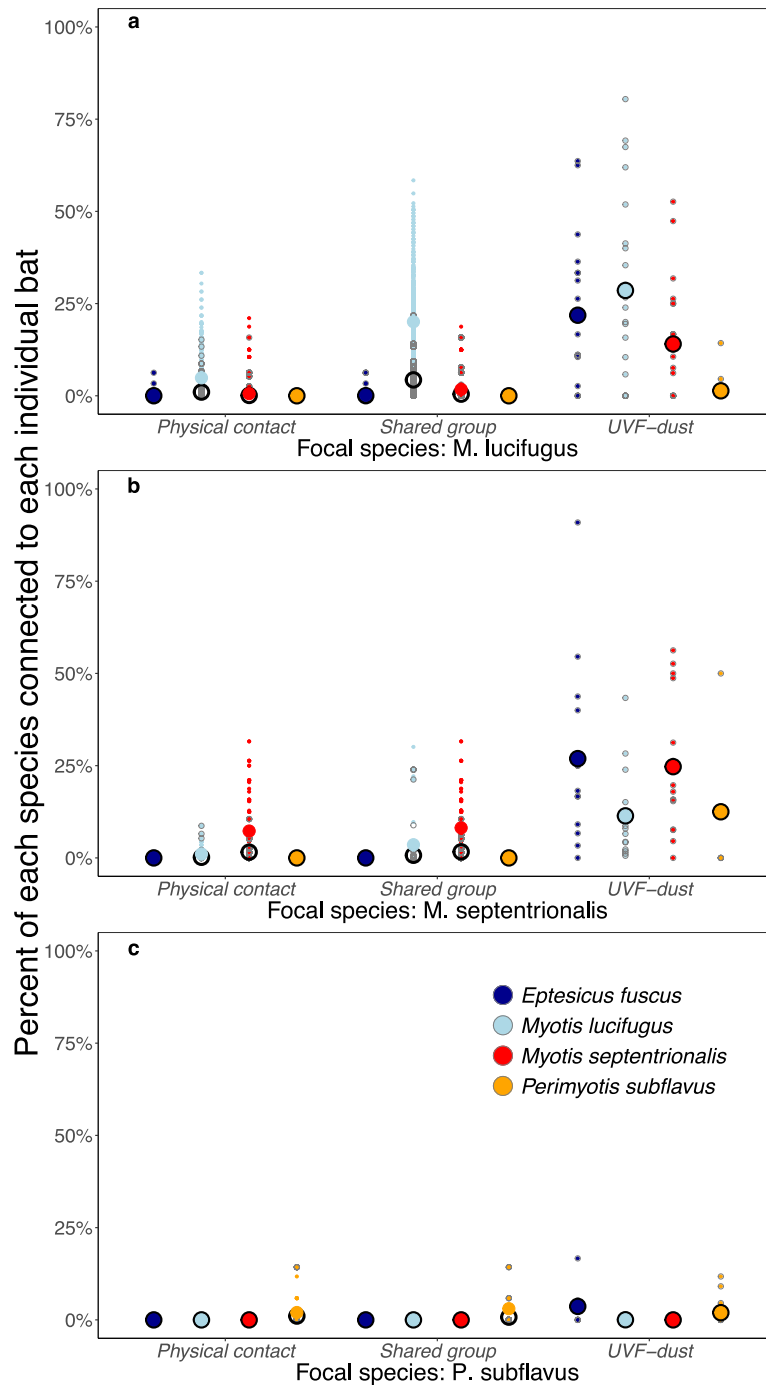 Percent of each species connected to each individual bat
a
100%
75%
50%
25%
0%
Physical contact Shared group UVF-dust
Focal species: M. lucifugus
b
100%
75%
50%
25%
0%
Physical contact Shared group UVF-dust
Focal species: M. septentrionalis
c
100%
75%
50%
25%
0%
Eptesicus fuscus
Myotis lucifugus
Myotis septentrionalis
Perimyotis subflavus
Physical contact Shared group UVF-dust
Focal species: P. subflavus